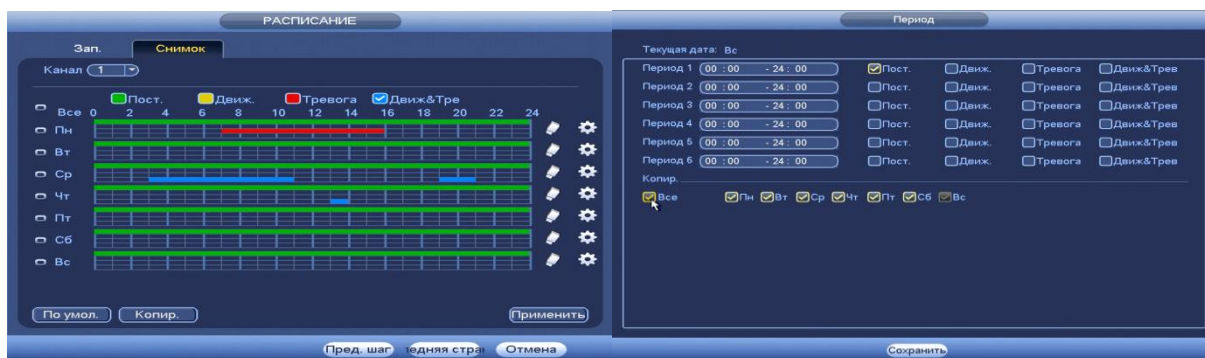 РАСПИСАНИЕ
Зап. Снимок
Канал 1
Пост. Движ. Тревога Движ&Тре
Все 0 2 4 6 8 10 12 14 16 18 20 22 24
Пн
Вт
Ср
Чт
Пт
Сб
Вс
По умол. Копир. Применить
Пред. шаг едняя стра Отмена
Период
Текущая дата: Вс
Период 1 00 :00 - 24 : 00 Пост. Движ. Тревога Движ&Трев
Период 2 00 :00 - 24 : 00 Пост. Движ. Тревога Движ&Трев
Период 3 00 :00 - 24 : 00 Пост. Движ. Тревога Движ&Трев
Период 4 00 :00 - 24 : 00 Пост. Движ. Тревога Движ&Трев
Период 5 00 :00 - 24 : 00 Пост. Движ. Тревога Движ&Трев
Период 6 00 :00 - 24 : 00 Пост. Движ. Тревога Движ&Трев
Копир.
Все Пн Вт Ср Чт Пт Сб Вс
Сохранить